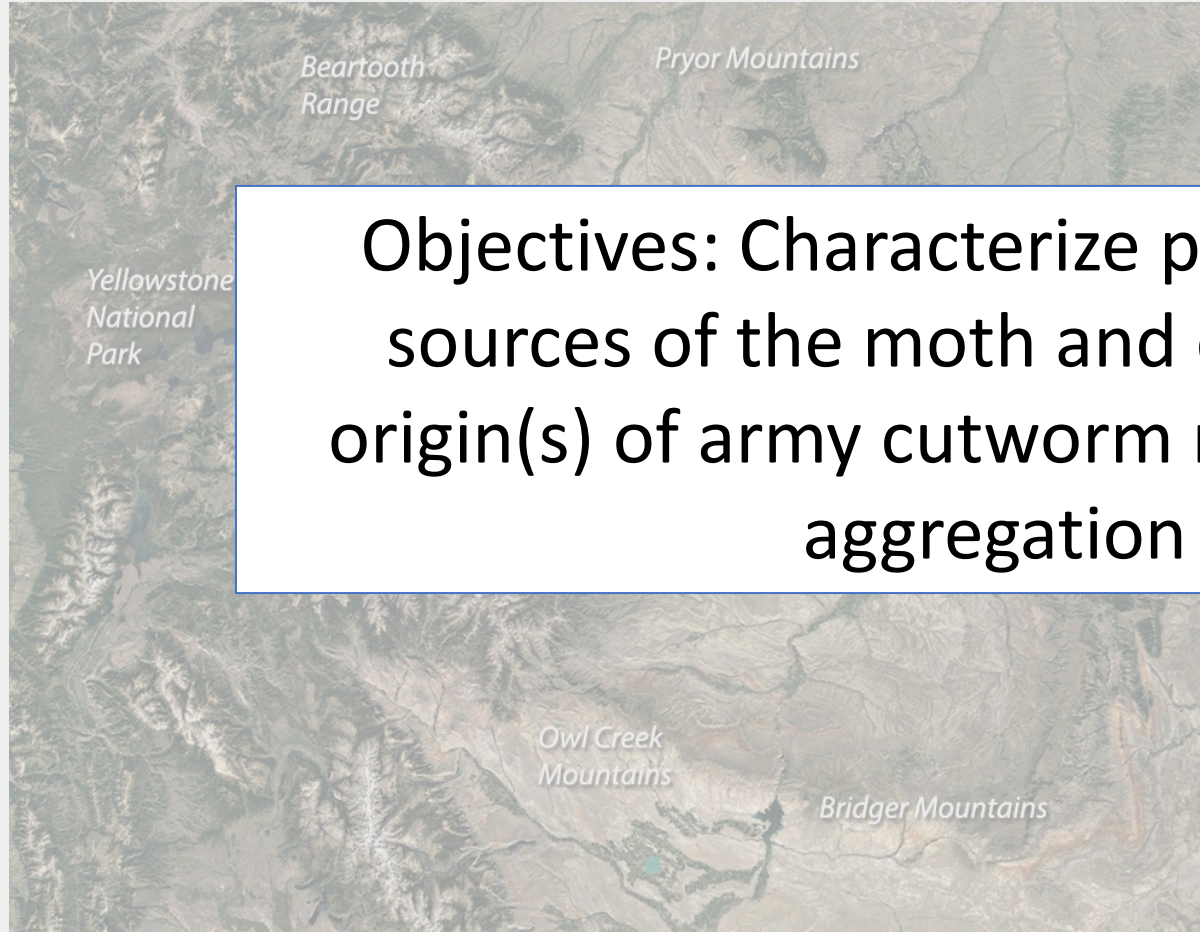 Beartooth
Range
Pryor Mountains
Yellowstone
National
Park
Objectives: Characterize p
sources of the moth and
origin(s) of army cutworm
aggregation
Owl Creek
Mountains
Bridger Mountains